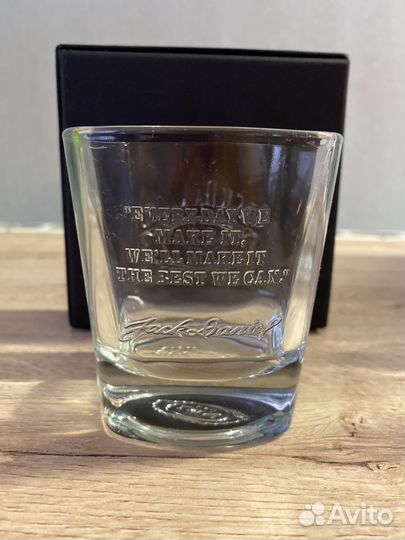 "EVERY DAY WE
MAKE IT,
WE'LL MAKE IT
THE BEST WE CAN."
Jack Daniel
Avito